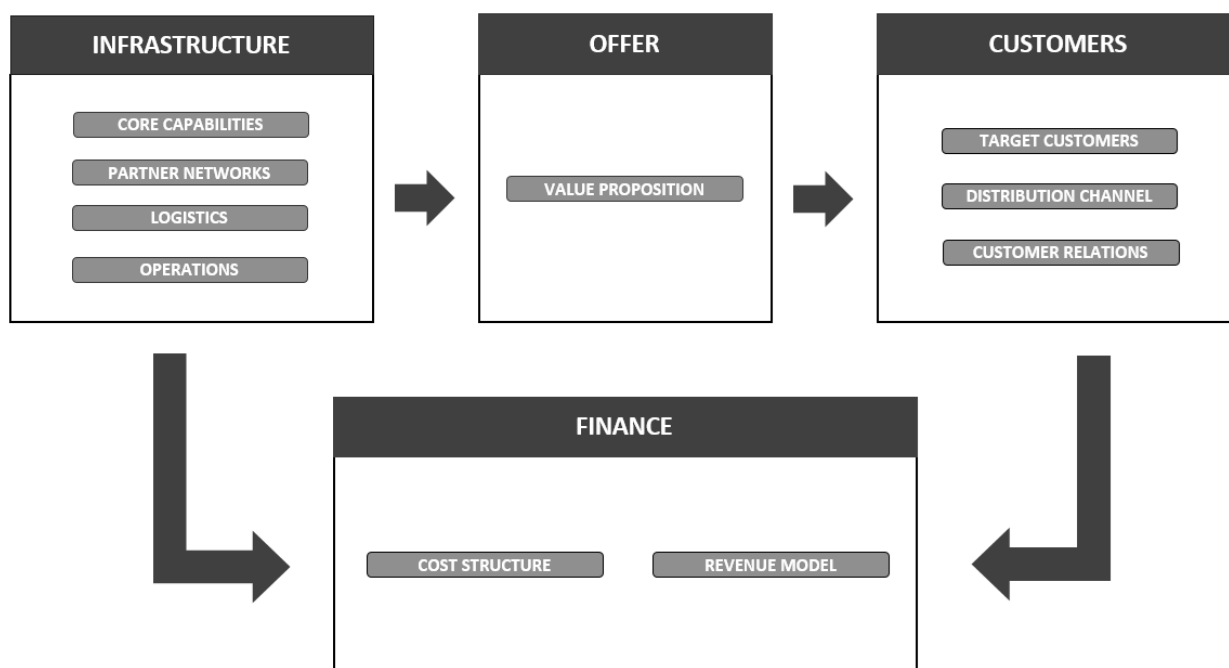 INFRASTRUCTURE
CORE CAPABILITIES
PARTNER NETWORKS
LOGISTICS
OPERATIONS
OFFER
VALUE PROPOSITION
CUSTOMERS
TARGET CUSTOMERS
DISTRIBUTION CHANNEL
CUSTOMER RELATIONS
FINANCE
COST STRUCTURE
REVENUE MODEL